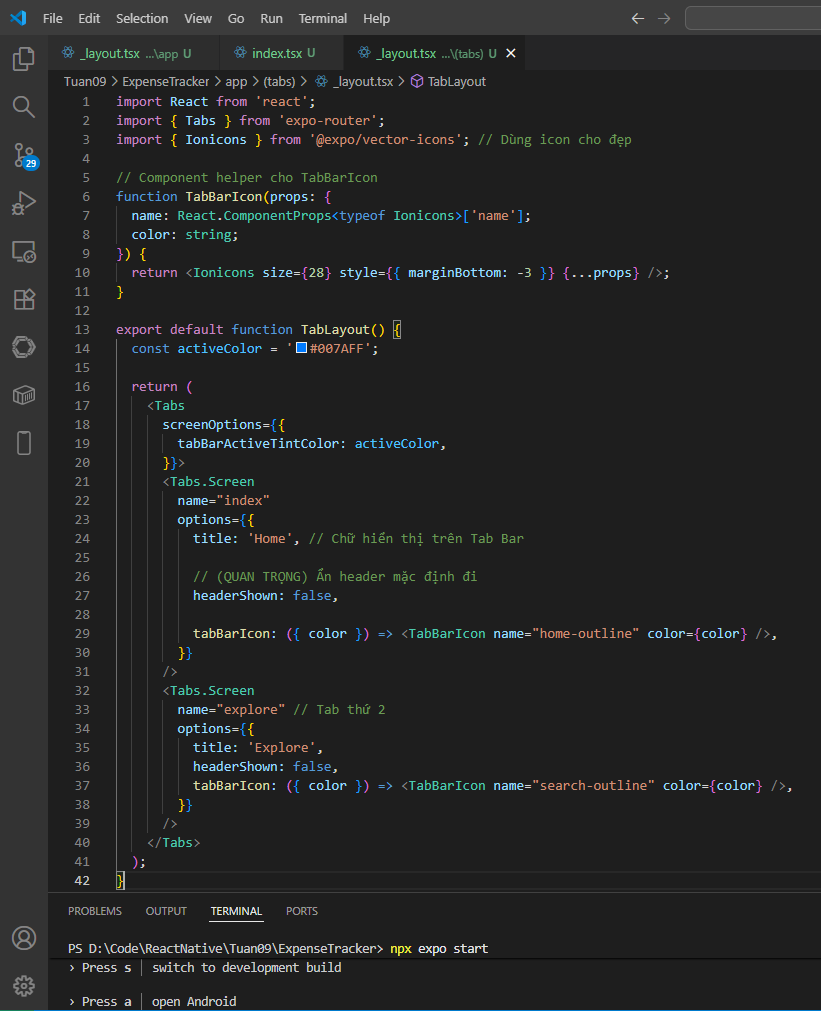 File Edit Selection View Go Run Terminal Help
_layout.tsx ...\app U index.tsx U _layout.tsx ...\(tabs) U
Tuan09 > ExpenseTracker > app > (tabs) > _layout.tsx > TabLayout
1 import React from 'react';
2 import { Tabs } from 'expo-router';
3 import { Ionicons } from '@expo/vector-icons'; // Dùng icon cho đẹp
4
5 // Component helper cho TabBarIcon
6 function TabBarIcon(props: {
7 name: React.ComponentProps<typeof Ionicons>['name'];
8 color: string;
9 }) {
10 return <Ionicons size={28} style={{ marginBottom: -3 }} {...props} />;
11 }
12
13 export default function TabLayout() {
14 const activeColor = '#007AFF';
15
16 return (
17 <Tabs
18 screenOptions={{
19 tabBarActiveTintColor: activeColor,
20 }}>
21 <Tabs.Screen
22 name="index"
23 options={{
24 title: 'Home', // Chữ hiển thị trên Tab Bar
25
26 // (QUAN TRỌNG) Ẩn header mặc định đi
27 headerShown: false,
28
29 tabBarIcon: ({ color }) => <TabBarIcon name="home-outline" color={color} />,
30 }}
31 />
32 <Tabs.Screen
33 name="explore" // Tab thứ 2
34 options={{
35 title: 'Explore',
36 headerShown: false,
37 tabBarIcon: ({ color }) => <TabBarIcon name="search-outline" color={color} />,
38 }}
39 />
40 </Tabs>
41 );
42 }
29
PROBLEMS OUTPUT TERMINAL PORTS
PS D:\Code\ReactNative\Tuan09\ExpenseTracker> npx expo start
› Press s │ switch to development build
› Press a │ open Android